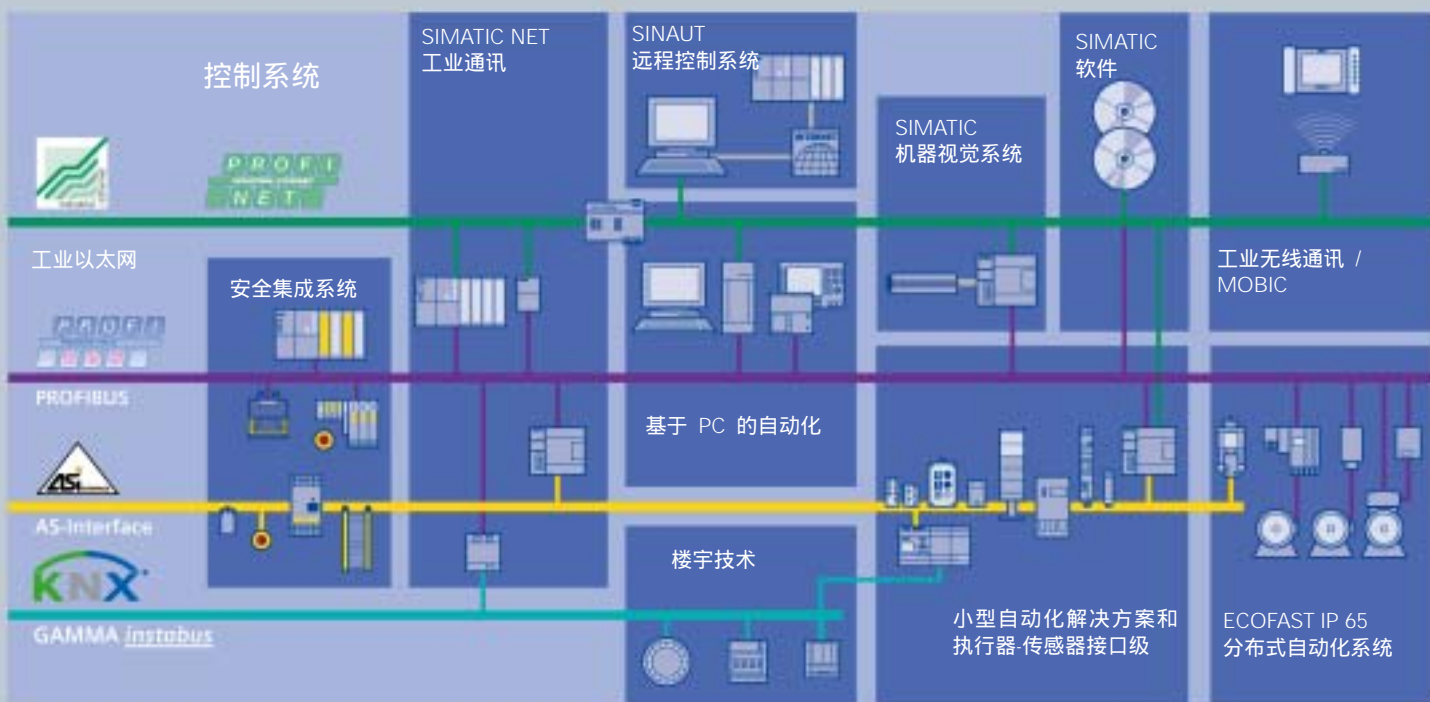 控制系统
SIMATIC NET
工业通讯
SINAUT
远程控制系统
SIMATIC
机器视觉系统
SIMATIC
软件
PROFI
NET
工业以太网
安全集成系统
工业无线通讯 /
MOBIC
PROFI
PROFIBUS
基于 PC 的自动化
ASi
AS-Interface
KNX
GAMMA instabus
楼宇技术
小型自动化解决方案和
执行器-传感器接口级
ECOFAST IP 65
分布式自动化系统